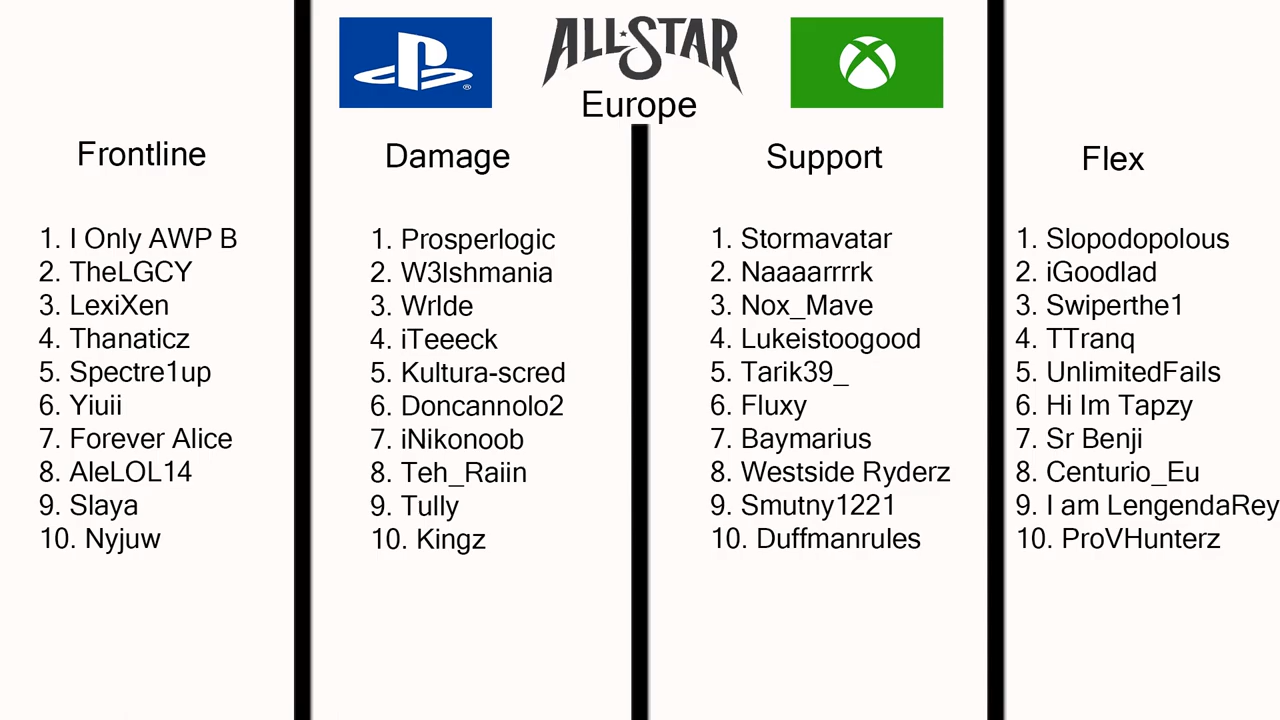 ALL★STAR
Europe
Frontline
1. I Only AWP B
2. TheLGCY
3. LexiXen
4. Thanaticz
5. Spectre1up
6. Yiuii
7. Forever Alice
8. AleLOL14
9. Slaya
10. Nyjuw
Damage
1. Prosperlogic
2. W3lshmania
3. Wrlde
4. iTeeeck
5. Kultura-scred
6. Doncannolo2
7. iNikonoob
8. Teh_Raiin
9. Tully
10. Kingz
Support
1. Stormavatar
2. Naaaarrrrk
3. Nox_Mave
4. Lukeistoogood
5. Tarik39_
6. Fluxy
7. Baymarius
8. Westside Ryderz
9. Smutny1221
10. Duffmanrules
Flex
1. Slopodopolous
2. iGoodlad
3. Swiperthe1
4. TTranq
5. UnlimitedFails
6. Hi Im Tapzy
7. Sr Benji
8. Centurio_Eu
9. I am LengendaRey
10. ProVHunterz